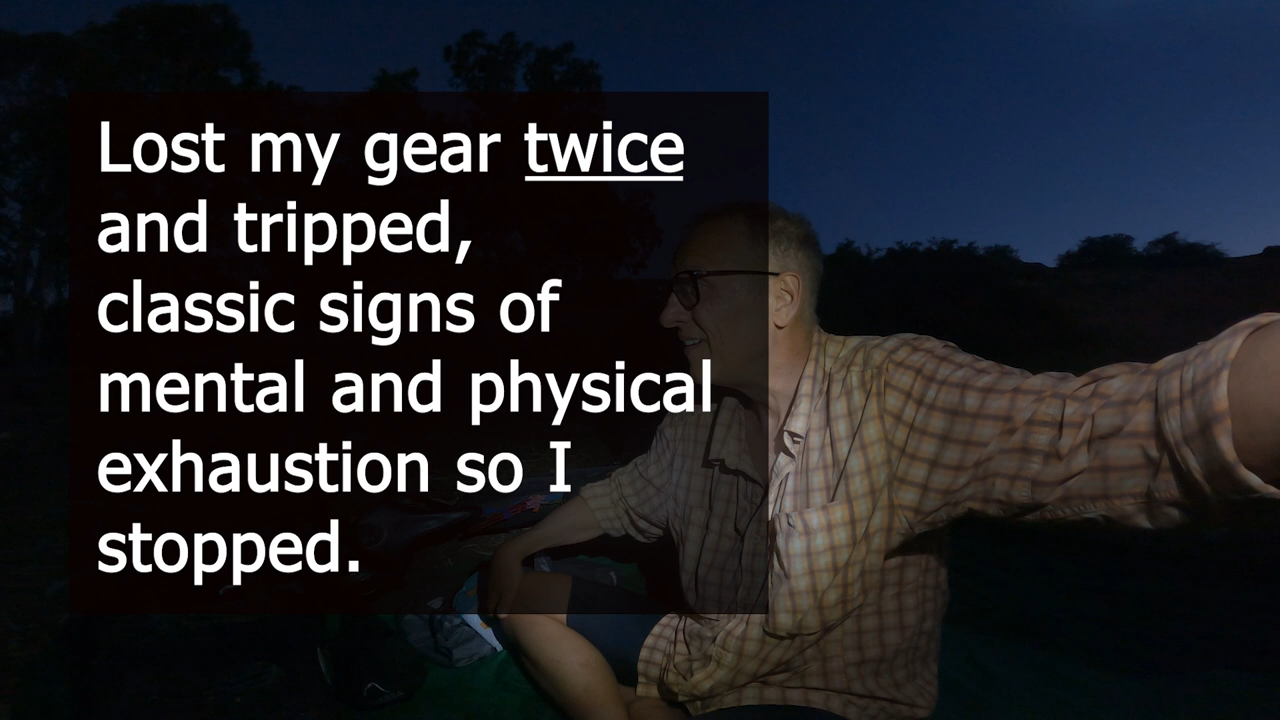 Lost my gear twice
and tripped,
classic signs of
mental and physical
exhaustion so I
stopped.